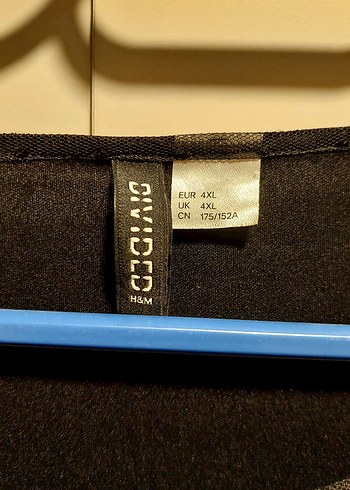 DIVIDED
H&M
EUR 4XL
UK 4XL
CN 175/152A